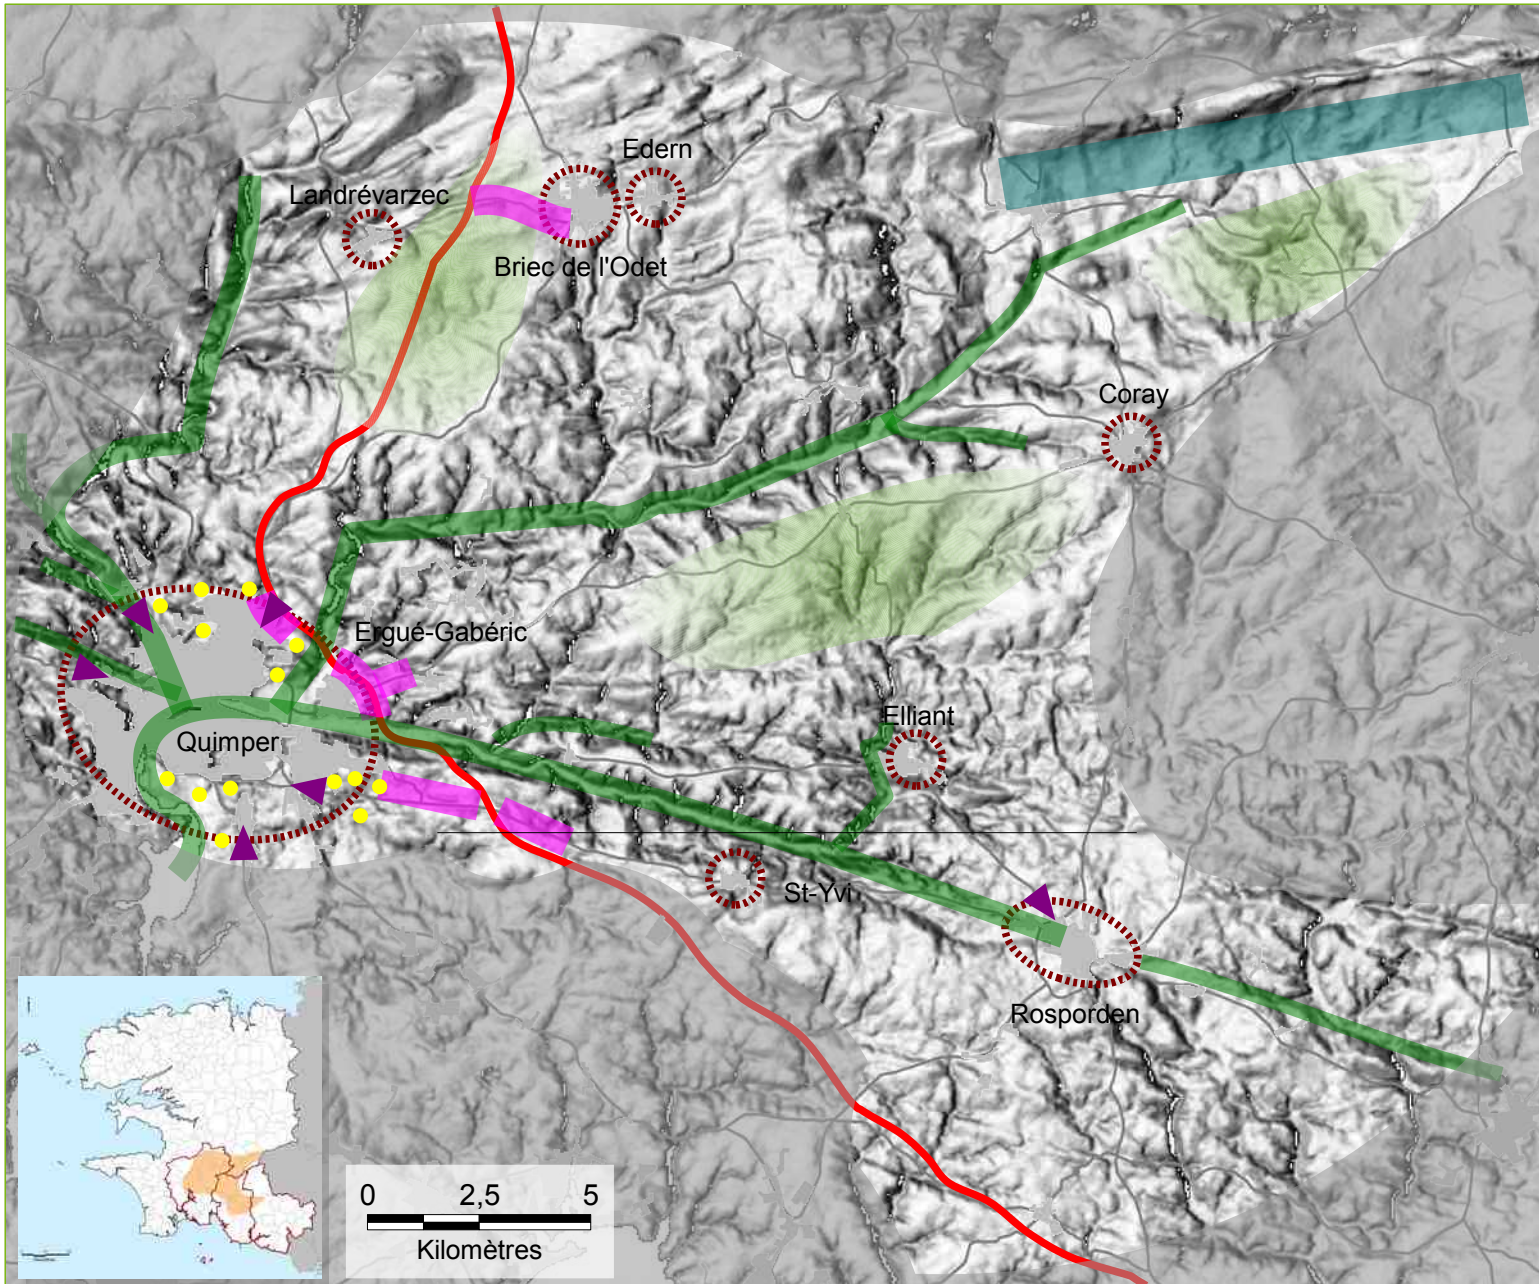 Edern
Landrévarzec
Briec de l'Odet
Coray
Ergué-Gabéric
Elliant
Quimper
St-Yvi
Rosporden
0 2,5 5
Kilomètres